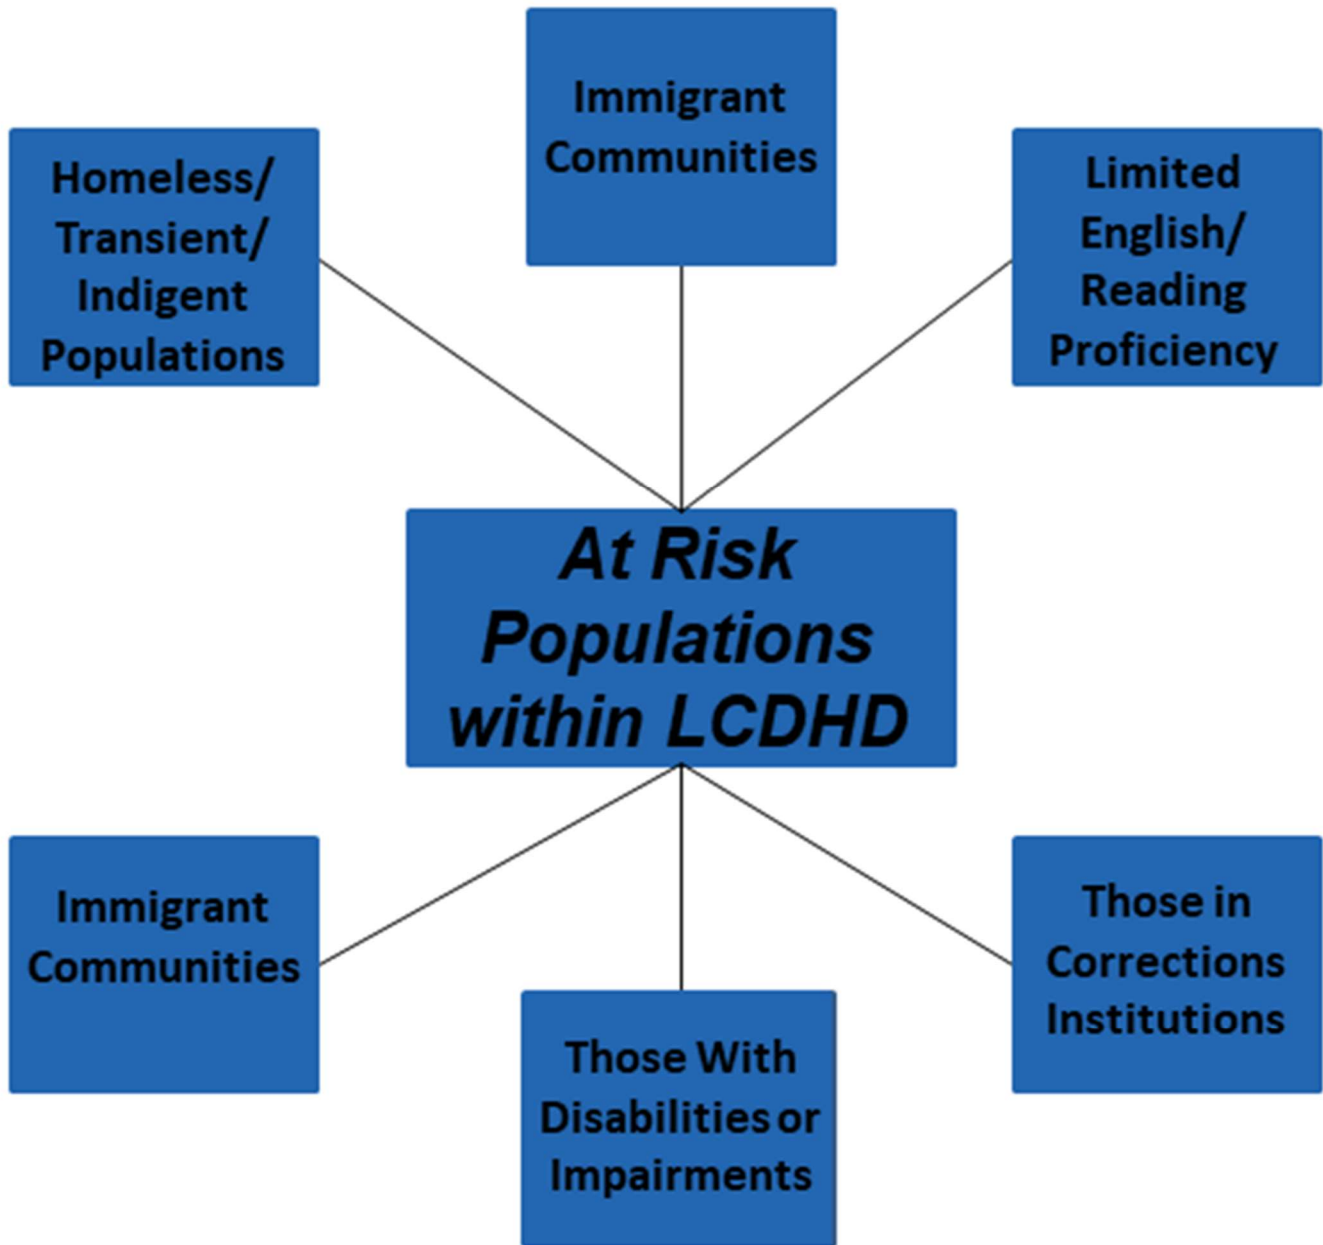 Immigrant
Communities
Homeless/
Transient/
Indigent
Populations
Limited
English/
Reading
Proficiency
At Risk
Populations
within LCDHD
Immigrant
Communities
Those With
Disabilities or
Impairments
Those in
Corrections
Institutions